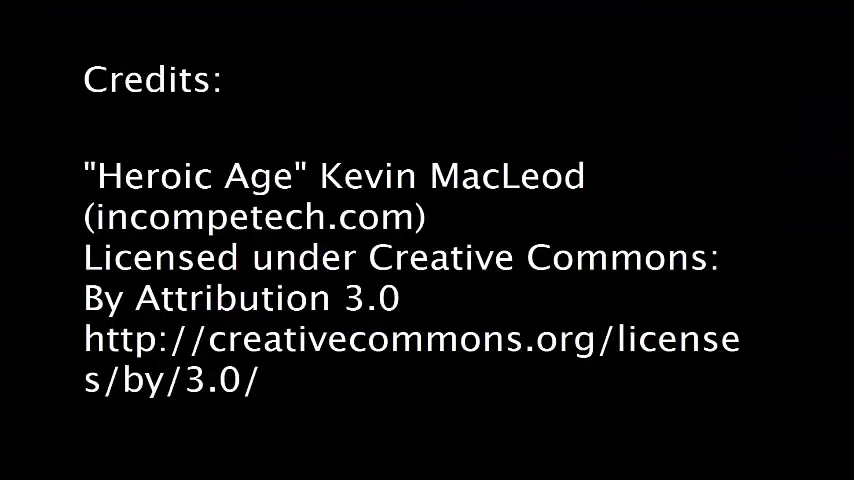 Credits:
"Heroic Age" Kevin MacLeod
(incompetech.com)
Licensed under Creative Commons:
By Attribution 3.0
http://creativecommons.org/license
s/by/3.0/